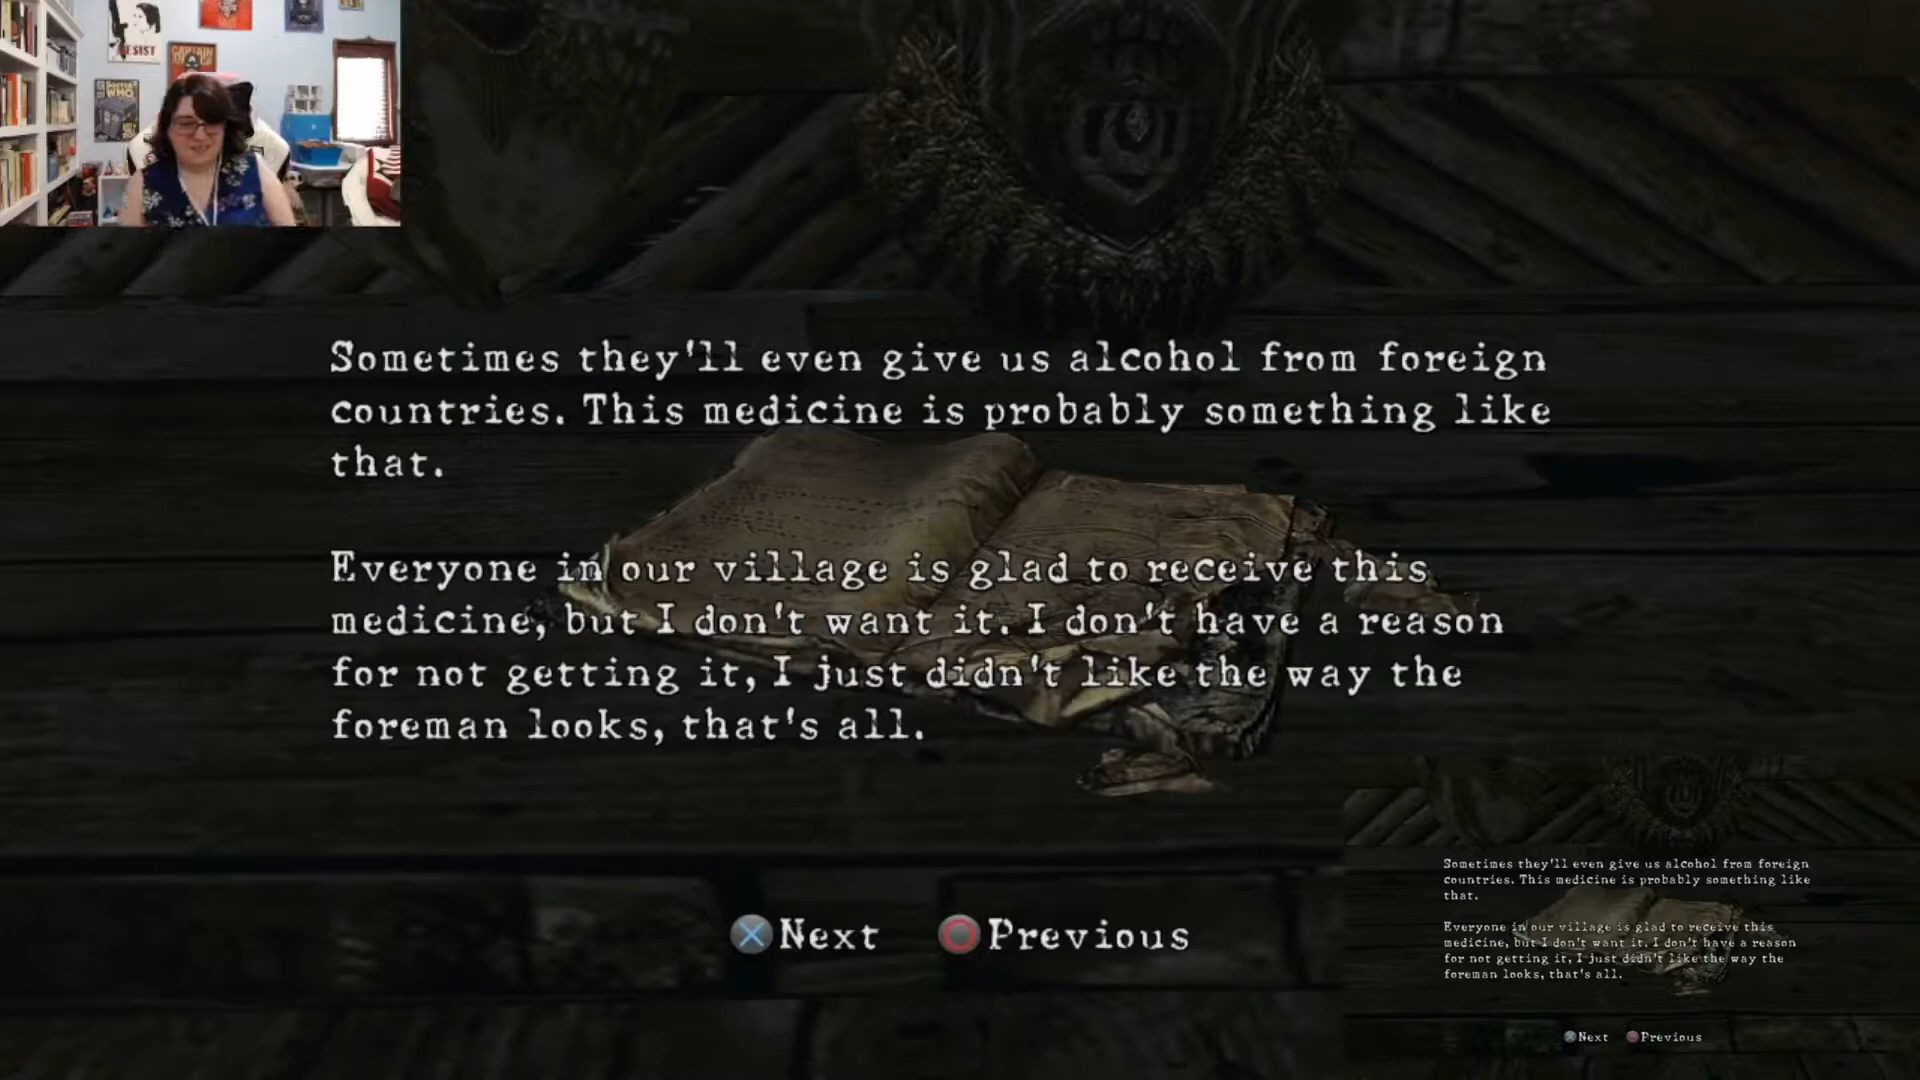 RESIST
CAPTAIN
AMERICA
DOCTOR
WHO
Sometimes they'll even give us alcohol from foreign
countries. This medicine is probably something like
that.
Everyone in our village is glad to receive this
medicine, but I don't want it. I don't have a reason
for not getting it, I just didn't like the way the
foreman looks, that's all.
Next Previous
Sometimes they'll even give us alcohol from foreign
countries. This medicine is probably something like
that.
Everyone in our village is glad to receive this
medicine, but I don't want it. I don't have a reason
for not getting it, I just didn't like the way the
foreman looks, that's all.
Next Previous